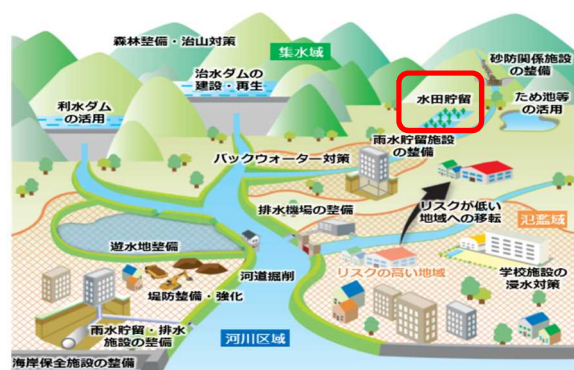 森林整備・治山対策
集水域
砂防関係施設
の整備
治水ダムの
建設・再生
水田貯留
ため池等
の活用
利水ダム
の活用
雨水貯留施設
の整備
バックウォーター対策
リスクが低い
地域への移転
排水機場の整備
氾濫域
遊水地整備
河道掘削
リスクの高い地域
学校施設の
浸水対策
堤防整備・強化
雨水貯留・排水
施設の整備
河川区域
海岸保全施設の整備